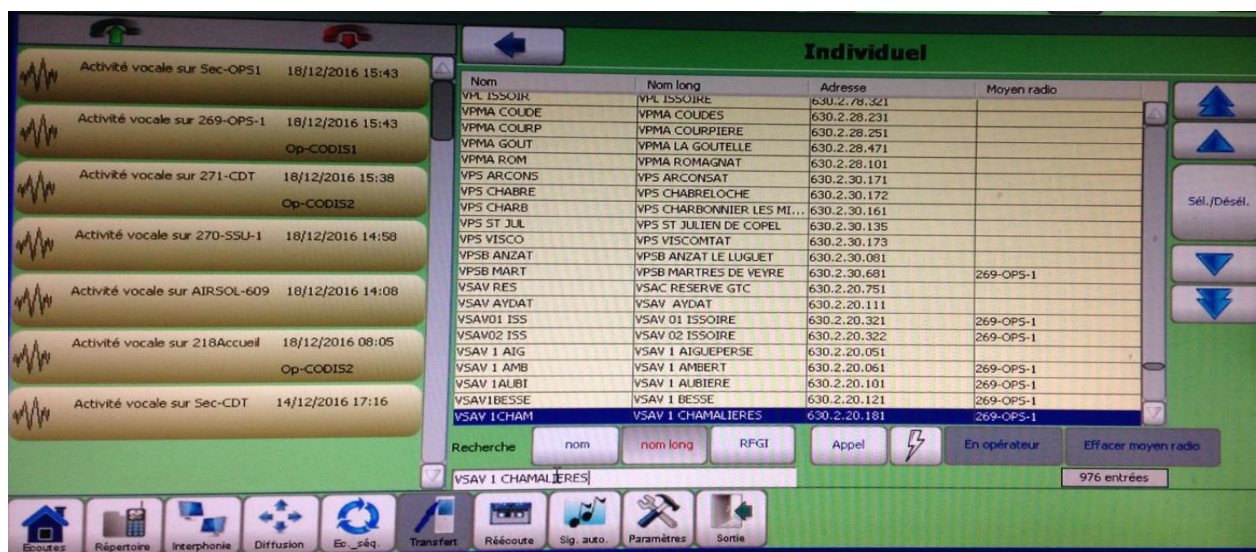 Activité vocale sur Sec-OPS1 18/12/2016 15:43
Activité vocale sur 269-OPS-1 18/12/2016 15:43
Op-CODIS1
Activité vocale sur 271-CDT 18/12/2016 15:38
Op-CODIS2
Activité vocale sur 270-SSU-1 18/12/2016 14:58
Activité vocale sur AIRSOL-609 18/12/2016 14:08
Activité vocale sur 218Accueil 18/12/2016 08:05
Op-CODIS2
Activité vocale sur Sec-CDT 14/12/2016 17:16
Individuel
Nom Nom long Adresse Moyen radio
VPL ISSOIR VPL ISSOIRE 630.2.78.321
VPMA COUDE VPMA COUDES 630.2.28.231
VPMA COURP VPMA COURPIERE 630.2.28.251
VPMA GOUT VPMA LA GOUTELLE 630.2.28.471
VPMA ROM VPMA ROMAGNAT 630.2.28.101
VPS ARCONS VPS ARCONSAT 630.2.30.171
VPS CHABRE VPS CHABRELOCHE 630.2.30.172
VPS CHARB VPS CHARBONNIER LES MI... 630.2.30.161
VPS ST JUL VPS ST JULIEN DE COPEL 630.2.30.135
VPS VISCO VPS VISCOMTAT 630.2.30.173
VPSB ANZAT VPSB ANZAT LE LUGUET 630.2.30.081
VPSB MART VPSB MARTRES DE VEYRE 630.2.30.681 269-OPS-1
VSAV RES VSAC RESERVE GTC 630.2.20.751
VSAV AYDAT VSAV AYDAT 630.2.20.111
VSAV01 ISS VSAV 01 ISSOIRE 630.2.20.321 269-OPS-1
VSAV02 ISS VSAV 02 ISSOIRE 630.2.20.322 269-OPS-1
VSAV 1 AIG VSAV 1 AIGUEPERSE 630.2.20.051
VSAV 1 AMB VSAV 1 AMBERT 630.2.20.061 269-OPS-1
VSAV 1AUBI VSAV 1 AUBIERE 630.2.20.101 269-OPS-1
VSAV1BESSE VSAV 1 BESSE 630.2.20.121 269-OPS-1
VSAV 1CHAM VSAV 1 CHAMALIERES 630.2.20.181 269-OPS-1
Sél./Désél.
Recherche nom nom long RFGI Appel En opérateur Effacer moyen radio
VSAV 1 CHAMALIERES 976 entrées
Ecoutes Répertoire Interphonie Diffusion Ec._séq. Transfert Réécoute Sig. auto. Paramètres Sortie